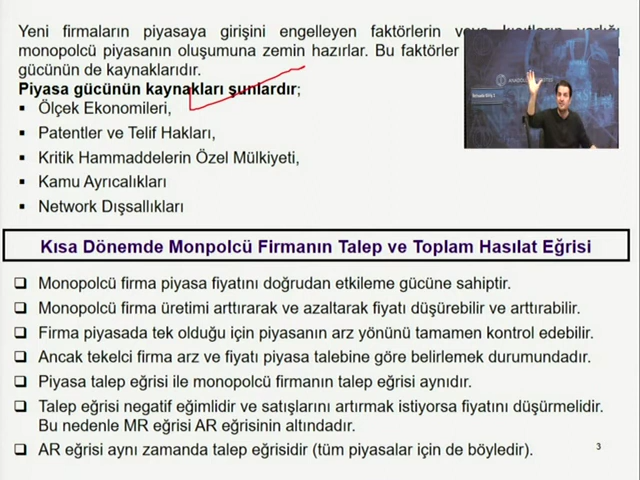 Yeni firmaların piyasaya girişini engelleyen faktörlerin veya kısıtların varlığı
monopolcü piyasanın oluşumuna zemin hazırlar. Bu faktörler
gücünün de kaynaklarıdır.
Piyasa gücünün kaynakları şunlardır;
▪ Ölçek Ekonomileri,
▪ Patentler ve Telif Hakları,
▪ Kritik Hammaddelerin Özel Mülkiyeti,
▪ Kamu Ayrıcalıkları
▪ Network Dışsallıkları
Kısa Dönemde Monpolcü Firmanın Talep ve Toplam Hasılat Eğrisi
❑ Monopolcü firma piyasa fiyatını doğrudan etkileme gücüne sahiptir.
❑ Monopolcü firma üretimi arttırarak ve azaltarak fiyatı düşürebilir ve arttırabilir.
❑ Firma piyasada tek olduğu için piyasanın arz yönünü tamamen kontrol edebilir.
❑ Ancak tekelci firma arz ve fiyatı piyasa talebine göre belirlemek durumundadır.
❑ Piyasa talep eğrisi ile monopolcü firmanın talep eğrisi aynıdır.
❑ Talep eğrisi negatif eğimlidir ve satışlarını artırmak istiyorsa fiyatını düşürmelidir.
Bu nedenle MR eğrisi AR eğrisinin altındadır.
❑ AR eğrisi aynı zamanda talep eğrisidir (tüm piyasalar için de böyledir).
3